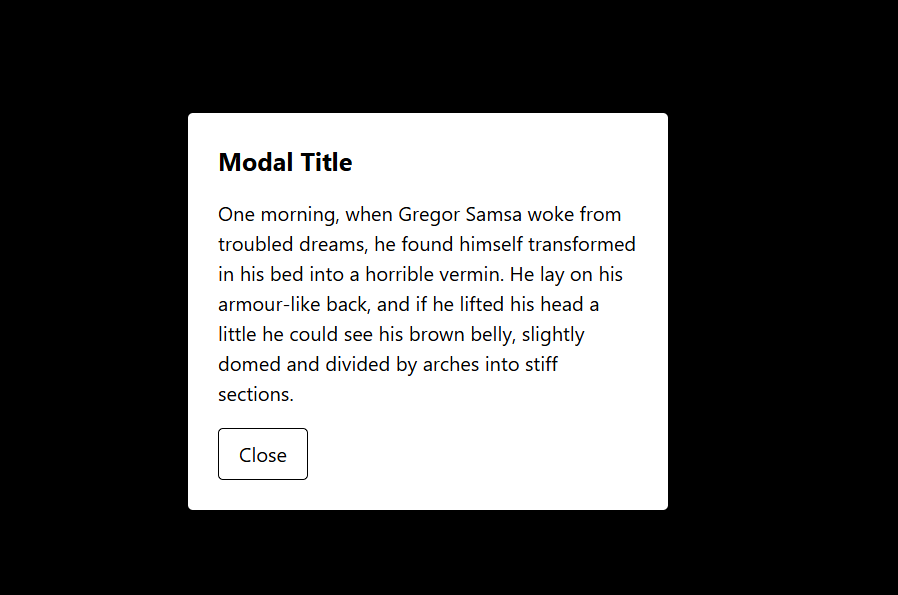 Modal Title
One morning, when Gregor Samsa woke from
troubled dreams, he found himself transformed
in his bed into a horrible vermin. He lay on his
armour-like back, and if he lifted his head a
little he could see his brown belly, slightly
domed and divided by arches into stiff
sections.
Close